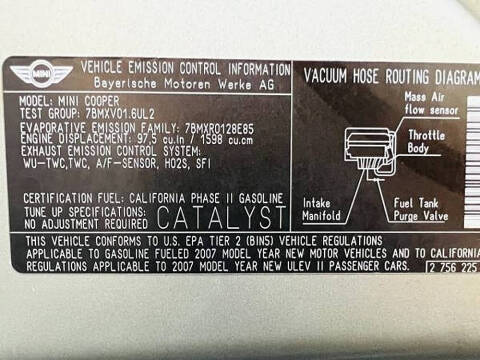 MINI
VEHICLE EMISSION CONTROL INFORMATION
Bayerische Motoren Werke AG
MODEL: MINI COOPER
TEST GROUP: 7BMXV01.6UL2
EVAPORATIVE EMISSION FAMILY: 7BMXR0128E85
ENGINE DISPLACEMENT: 97,5 cu.in / 1598 cu.cm
EXHAUST EMISSION CONTROL SYSTEM:
WU-TWC,TWC, A/F-SENSOR, HO2S, SFI
CERTIFICATION FUEL: CALIFORNIA PHASE II GASOLINE
TUNE UP SPECIFICATIONS:
NO ADJUSTMENT REQUIRED
CATALYST
VACUUM HOSE ROUTING DIAGRAM
Mass Air
flow sensor
Throttle
Body
Intake
Manifold
Fuel Tank
Purge Valve
THIS VEHICLE CONFORMS TO U.S. EPA TIER 2 (BIN5) VEHICLE REGULATIONS
APPLICABLE TO GASOLINE FUELED 2007 MODEL YEAR NEW MOTOR VEHICLES AND TO CALIFORNIA
REGULATIONS APPLICABLE TO 2007 MODEL YEAR NEW ULEV II PASSENGER CARS.
2 756 225